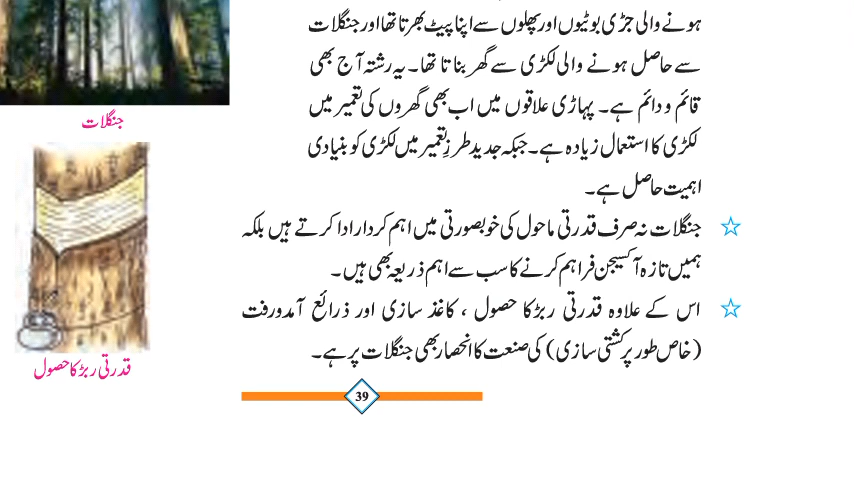 ہونے والی جڑی بوٹیوں اور پھلوں سے اپنا پیٹ بھرتا تھا اور جنگلات
سے حاصل ہونے والی لکڑی سے گھر بناتا تھا۔ یہ رشتہ آج بھی
قائم و دائم ہے۔ پہاڑی علاقوں میں اب بھی گھروں کی تعمیر میں
لکڑی کا استعمال زیادہ ہے۔ جبکہ جدید طرزِ تعمیر میں لکڑی کو بنیادی
اہمیت حاصل ہے۔
جنگلات نہ صرف قدرتی ماحول کی خوبصورتی میں اہم کردار ادا کرتے ہیں بلکہ
ہمیں تازہ آکسیجن فراہم کرنے کا سب سے اہم ذریعہ بھی ہیں۔
اس کے علاوہ قدرتی ربڑ کا حصول ، کاغذ سازی اور ذرائع آمدورفت
(خاص طور پر کشتی سازی) کی صنعت کا انحصار بھی جنگلات پر ہے۔
جنگلات
قدرتی ربڑ کا حصول
39